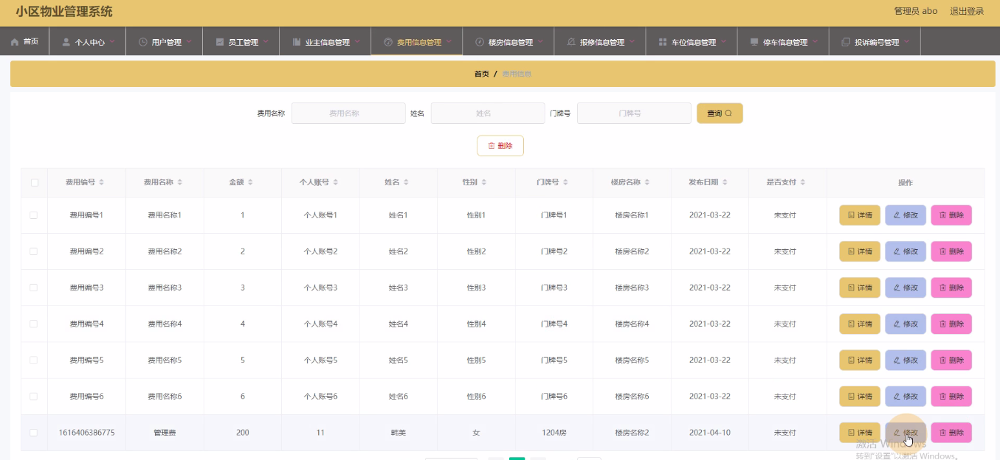 小区物业管理系统 管理员 abo 退出登录
首页 个人中心 用户管理 员工管理 业主信息管理 费用信息管理 楼房信息管理 报修信息管理 车位信息管理 停车信息管理 投诉编号管理
首页 / 费用信息
费用名称 费用名称 姓名 姓名 门牌号 门牌号 查询
删除
费用编号 费用名称 金额 个人账号 姓名 性别 门牌号 楼房名称 发布日期 是否支付 操作
费用编号1 费用名称1 1 个人账号1 姓名1 性别1 门牌号1 楼房名称1 2021-03-22 未支付 详情 修改 删除
费用编号2 费用名称2 2 个人账号2 姓名2 性别2 门牌号2 楼房名称2 2021-03-22 未支付 详情 修改 删除
费用编号3 费用名称3 3 个人账号3 姓名3 性别3 门牌号3 楼房名称3 2021-03-22 未支付 详情 修改 删除
费用编号4 费用名称4 4 个人账号4 姓名4 性别4 门牌号4 楼房名称4 2021-03-22 未支付 详情 修改 删除
费用编号5 费用名称5 5 个人账号5 姓名5 性别5 门牌号5 楼房名称5 2021-03-22 未支付 详情 修改 删除
费用编号6 费用名称6 6 个人账号6 姓名6 性别6 门牌号6 楼房名称6 2021-03-22 未支付 详情 修改 删除
1616406386775 管理费 200 11 韩美 女 1204房 楼房名称2 2021-04-10 未支付 详情 修改 删除
激活 Windows
转到"设置"以激活 Windows。